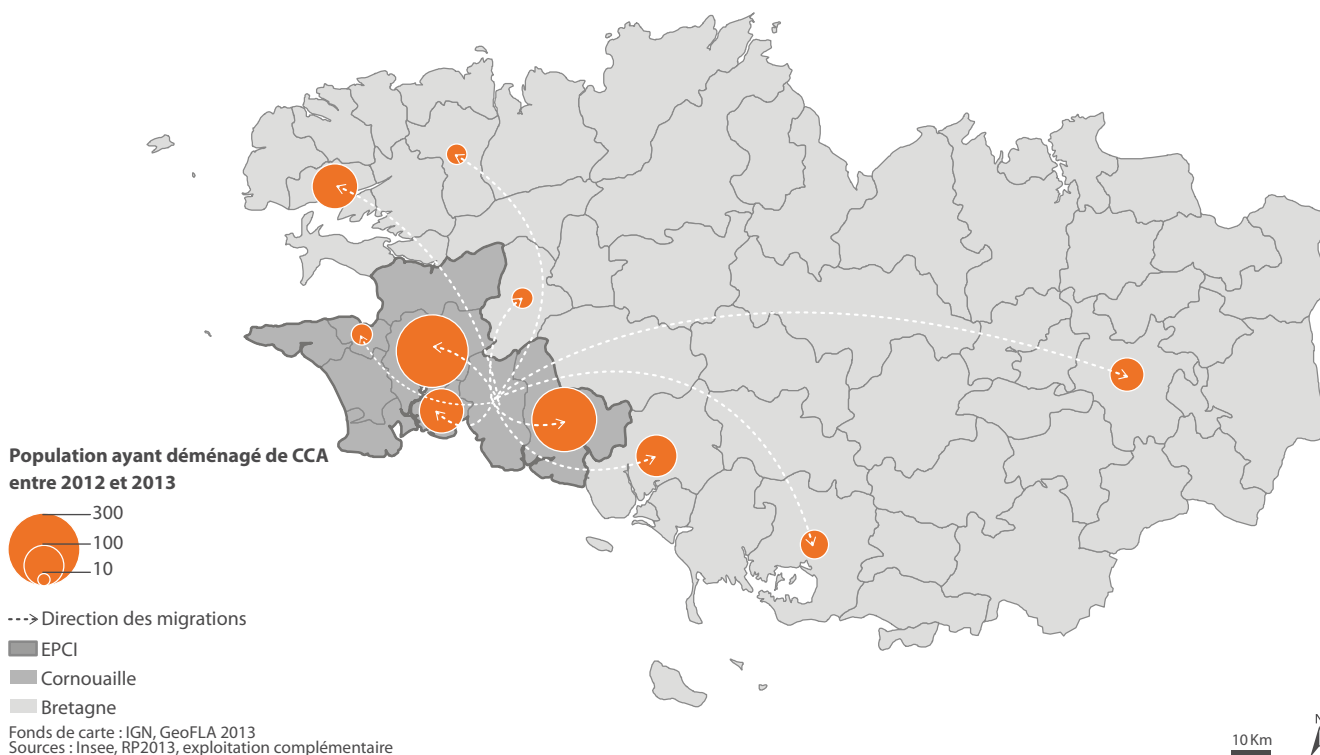 Population ayant déménagé de CCA
entre 2012 et 2013
300
100
10
Direction des migrations
EPCI
Cornouaille
Bretagne
Fonds de carte : IGN, GeoFLA 2013
Sources : Insee, RP2013, exploitation complémentaire
10 Km
N